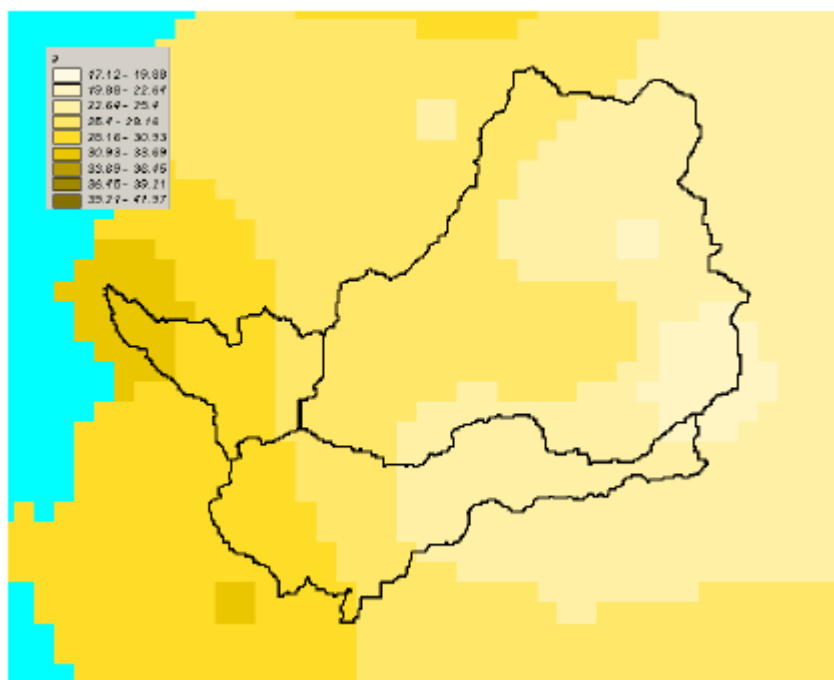 17.12 - 19.88
19.88 - 22.64
22.64 - 25.4
25.4 - 28.16
28.16 - 30.93
30.93 - 33.69
33.69 - 36.45
36.45 - 39.21
39.21 - 41.97